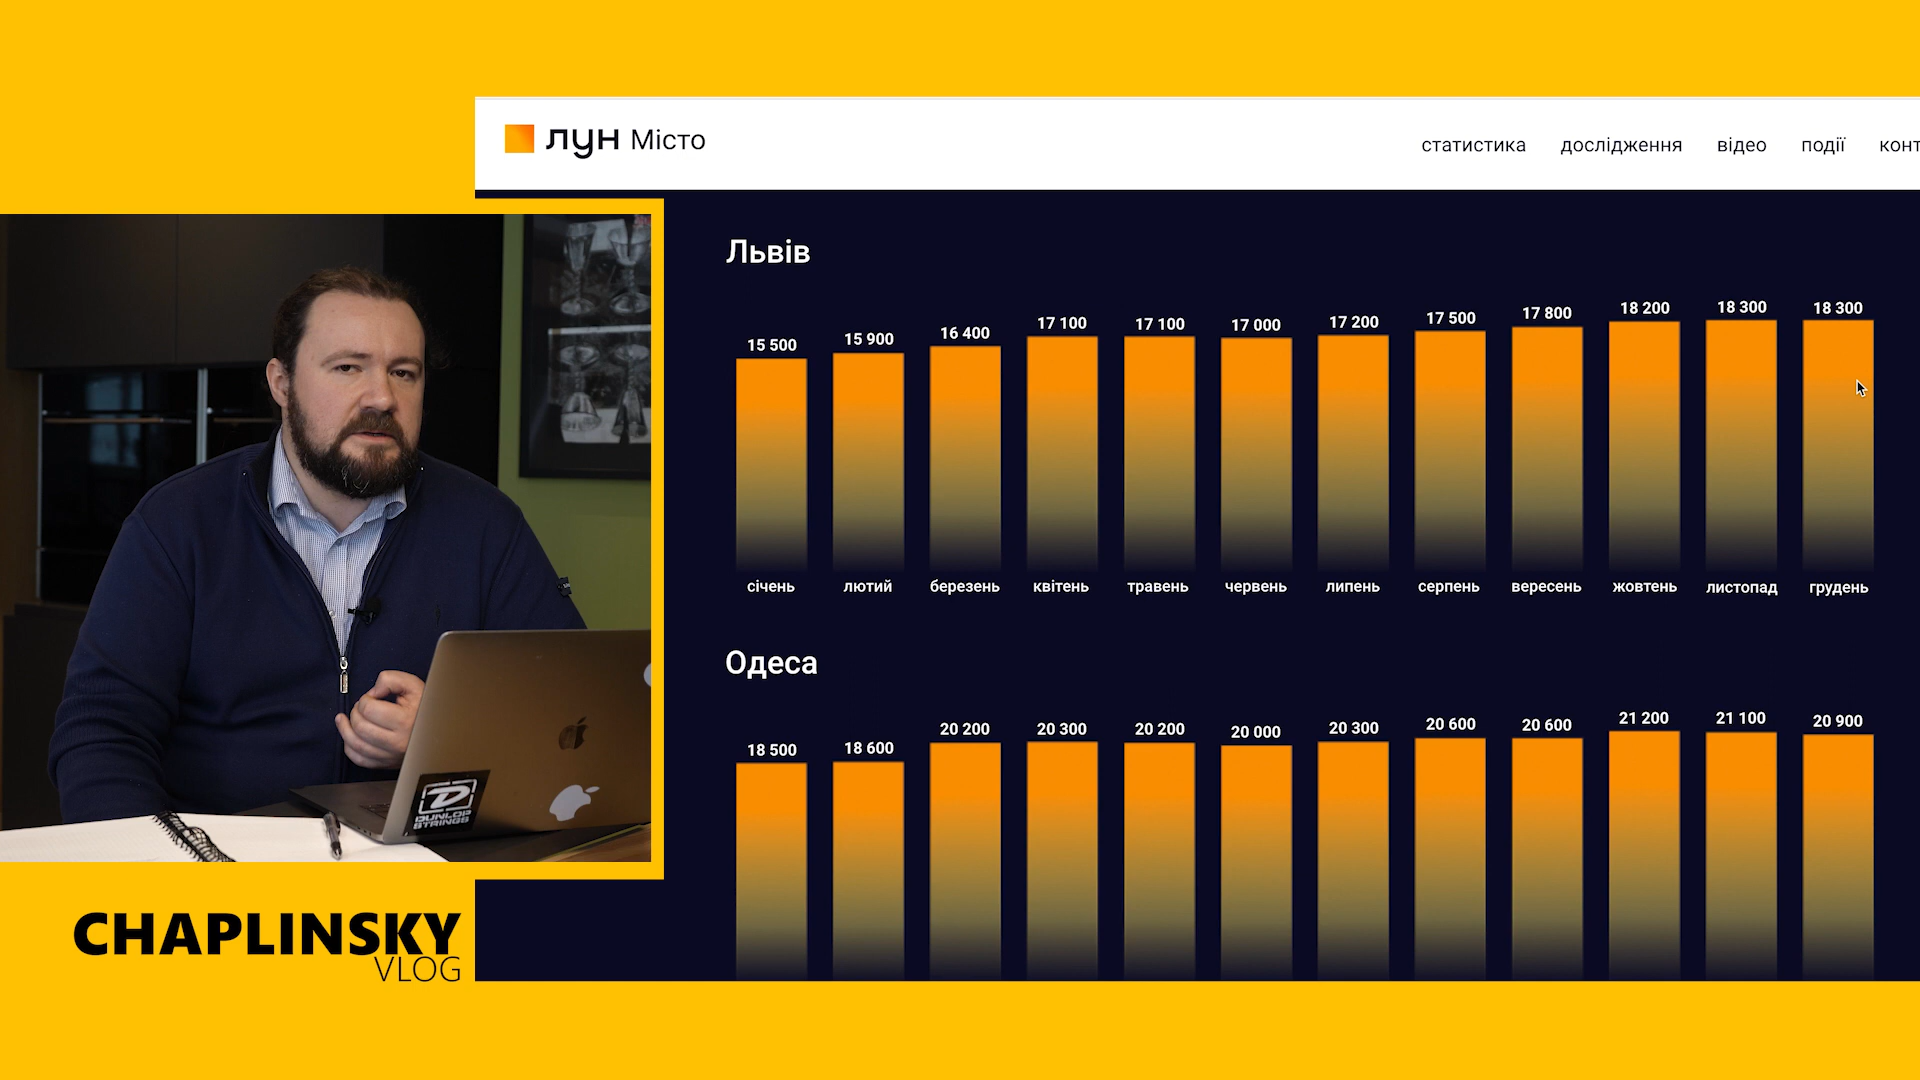 лун Місто
статистика дослідження відео події конт
Львів
15 500 15 900 16 400 17 100 17 100 17 000 17 200 17 500 17 800 18 200 18 300 18 300
січень лютий березень квітень травень червень липень серпень вересень жовтень листопад грудень
Одеса
18 500 18 600 20 200 20 300 20 200 20 000 20 300 20 600 20 600 21 200 21 100 20 900
DUNLOP
STRINGS
CHAPLINSKY
VLOG